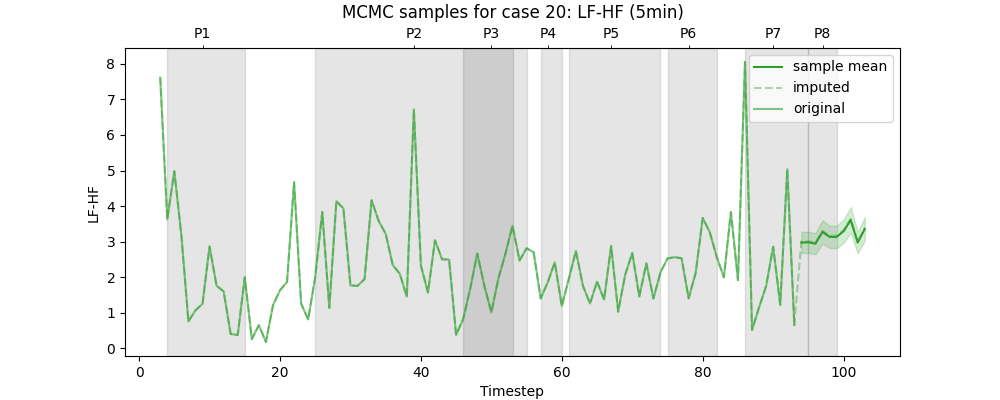 MCMC samples for case 20: LF-HF (5min)
P1 P2 P3 P4 P5 P6 P7 P8
sample mean
imputed
original
8
7
6
5
4
3
2
1
0
LF-HF
0 20 40 60 80 100
Timestep